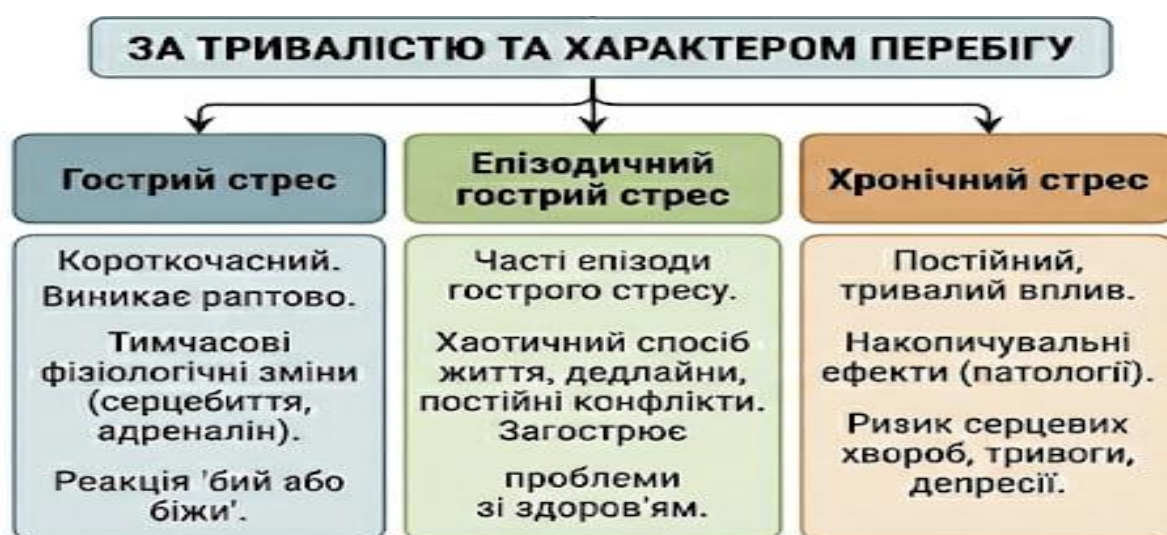 ЗА ТРИВАЛІСТЮ ТА ХАРАКТЕРОМ ПЕРЕБІГУ
Гострий стрес
Короткочасний.
Виникає раптово.
Тимчасові
фізіологічні зміни
(серцебиття,
адреналін).
Реакція 'бий або
біжи'.
Епізодичний
гострий стрес
Часті епізоди
гострого стресу.
Хаотичний спосіб
життя, дедлайни,
постійні конфлікти.
Загострює
проблеми
зі здоров'ям.
Хронічний стрес
Постійний,
тривалий вплив.
Накопичувальні
ефекти (патології).
Ризик серцевих
хвороб, тривоги,
депресії.